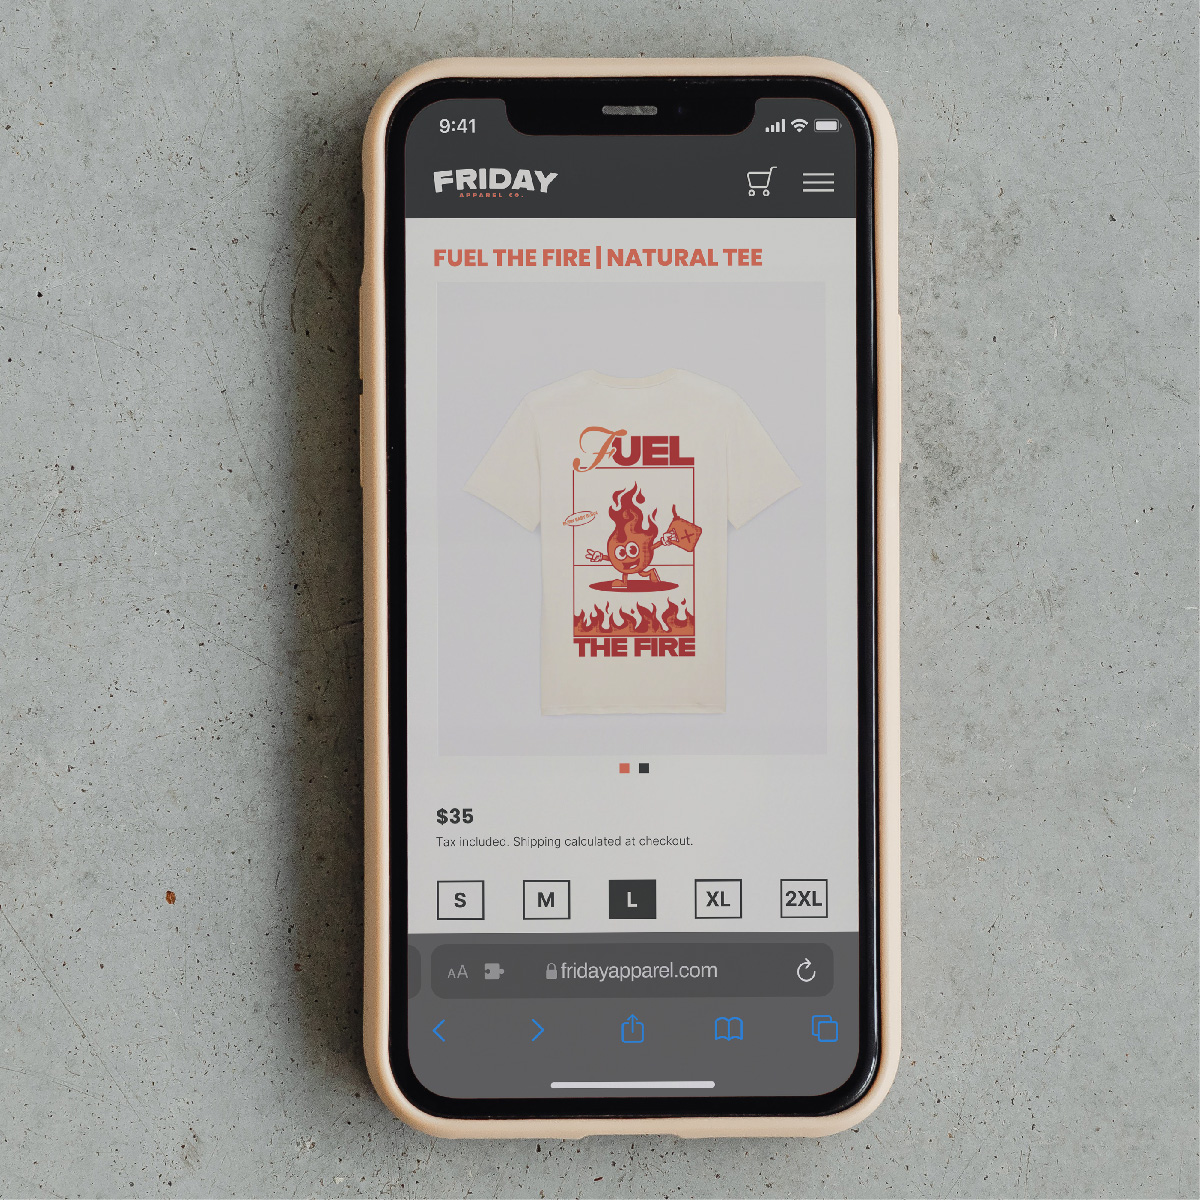 9:41
FRIDAY
APPAREL CO.
FUEL THE FIRE | NATURAL TEE
FUEL
THE FIRE
$35
Tax included. Shipping calculated at checkout.
S M L XL 2XL
AA fridayapparel.com